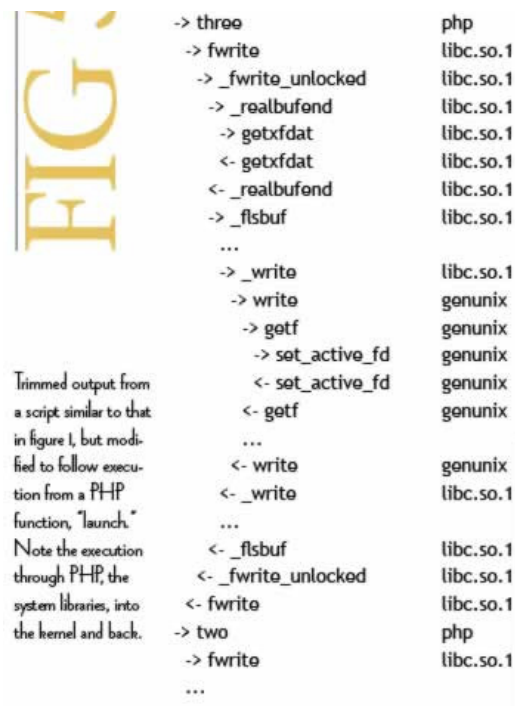 FIG
-> three php
-> fwrite libc.so.1
-> _fwrite_unlocked libc.so.1
-> _realbufend libc.so.1
-> getxfdat libc.so.1
<- getxfdat libc.so.1
<- _realbufend libc.so.1
-> _flsbuf libc.so.1
...
-> _write libc.so.1
-> write genunix
-> getf genunix
-> set_active_fd genunix
<- set_active_fd genunix
<- getf genunix
...
<- write genunix
<- _write libc.so.1
...
<- _flsbuf libc.so.1
<- _fwrite_unlocked libc.so.1
<- fwrite libc.so.1
-> two php
-> fwrite libc.so.1
...
Trimmed output from
a script similar to that
in figure 1, but modi-
fied to follow execu-
tion from a PHP
function, "launch."
Note the execution
through PHP, the
system libraries, into
the kernel and back.